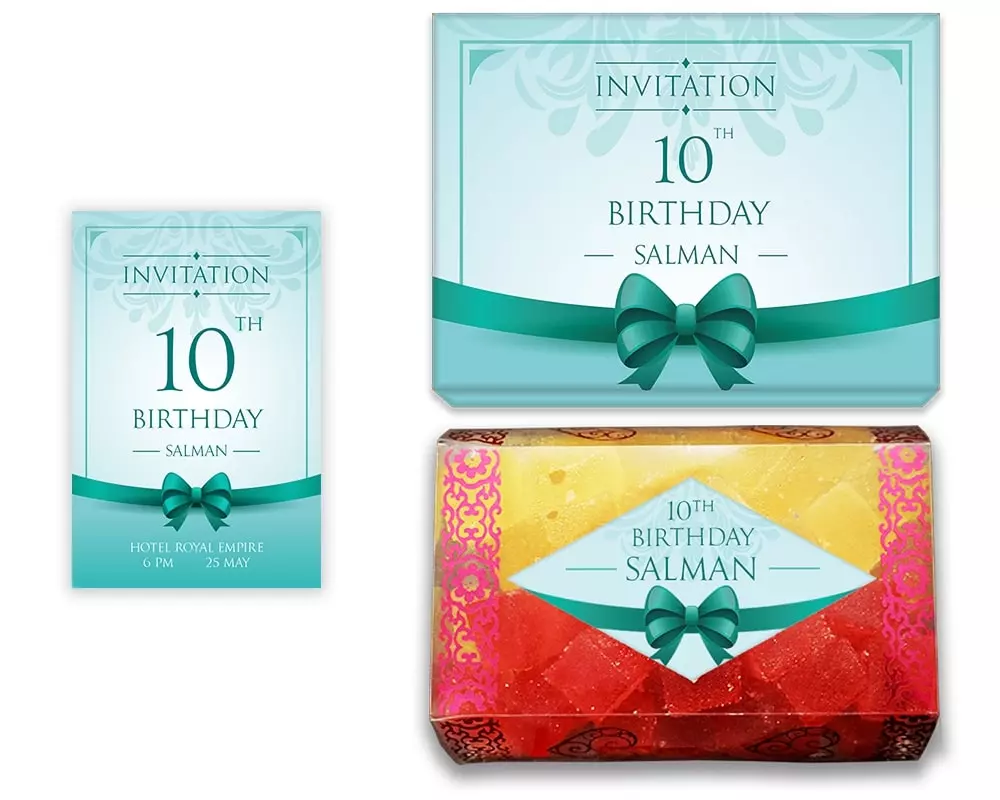 INVITATION
10TH
BIRTHDAY
SALMAN
HOTEL ROYAL EMPIRE
6 PM 25 MAY
INVITATION
10TH
BIRTHDAY
SALMAN
10TH
BIRTHDAY
SALMAN